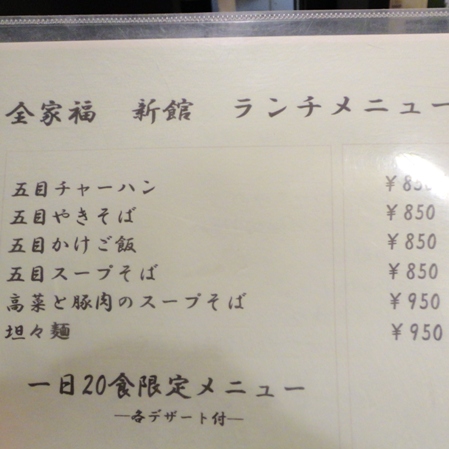 全家福 新館 ランチメニュー
五目チャーハン ¥850
五目やきそば ¥850
五目かけご飯 ¥850
五目スープそば ¥850
高菜と豚肉のスープそば ¥950
坦々麺 ¥950
一日20食限定メニュー
―各デザート付―